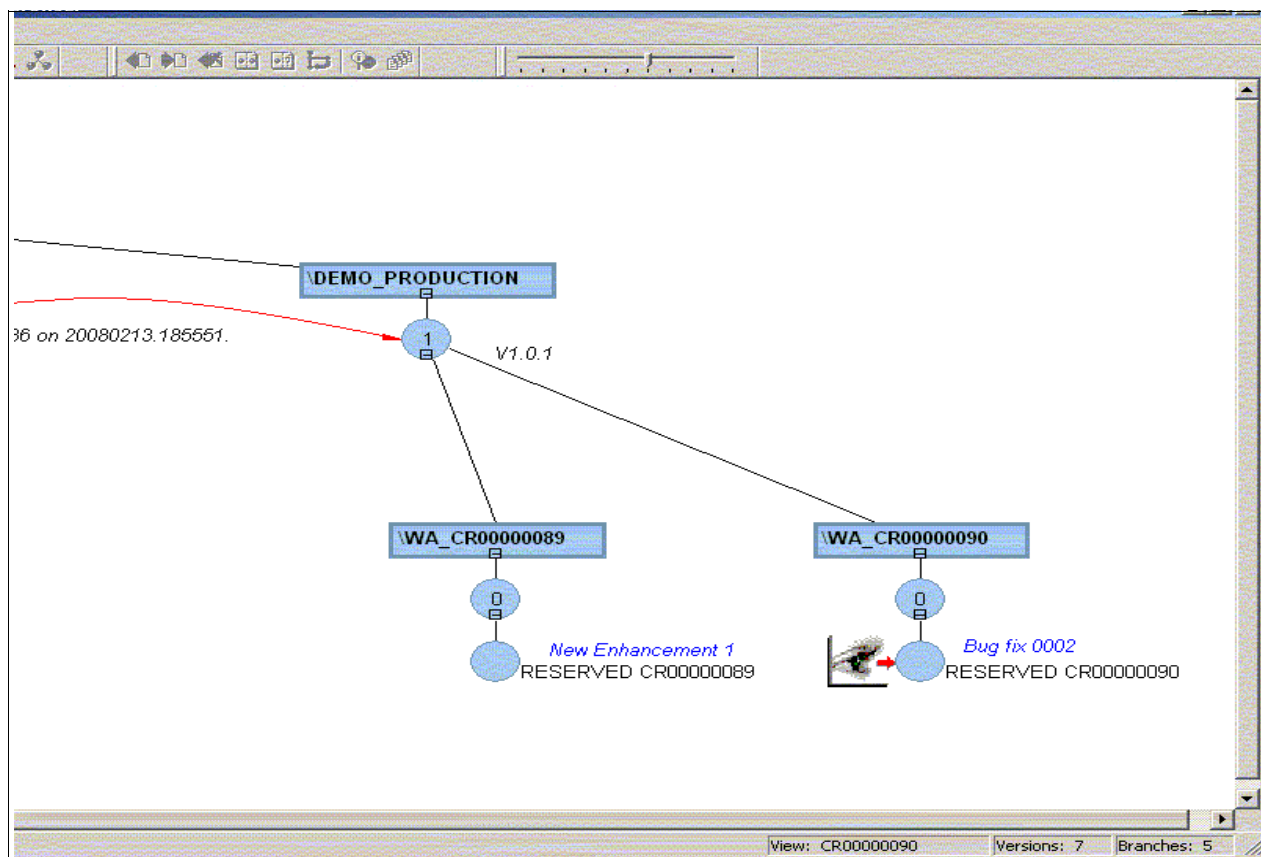 \DEMO_PRODUCTION
1
36 on 20080213.185551.
V1.0.1
\WA_CR00000089
\WA_CR00000090
0
0
New Enhancement 1
RESERVED CR00000089
Bug fix 0002
RESERVED CR00000090
View: CR00000090
Versions: 7
Branches: 5